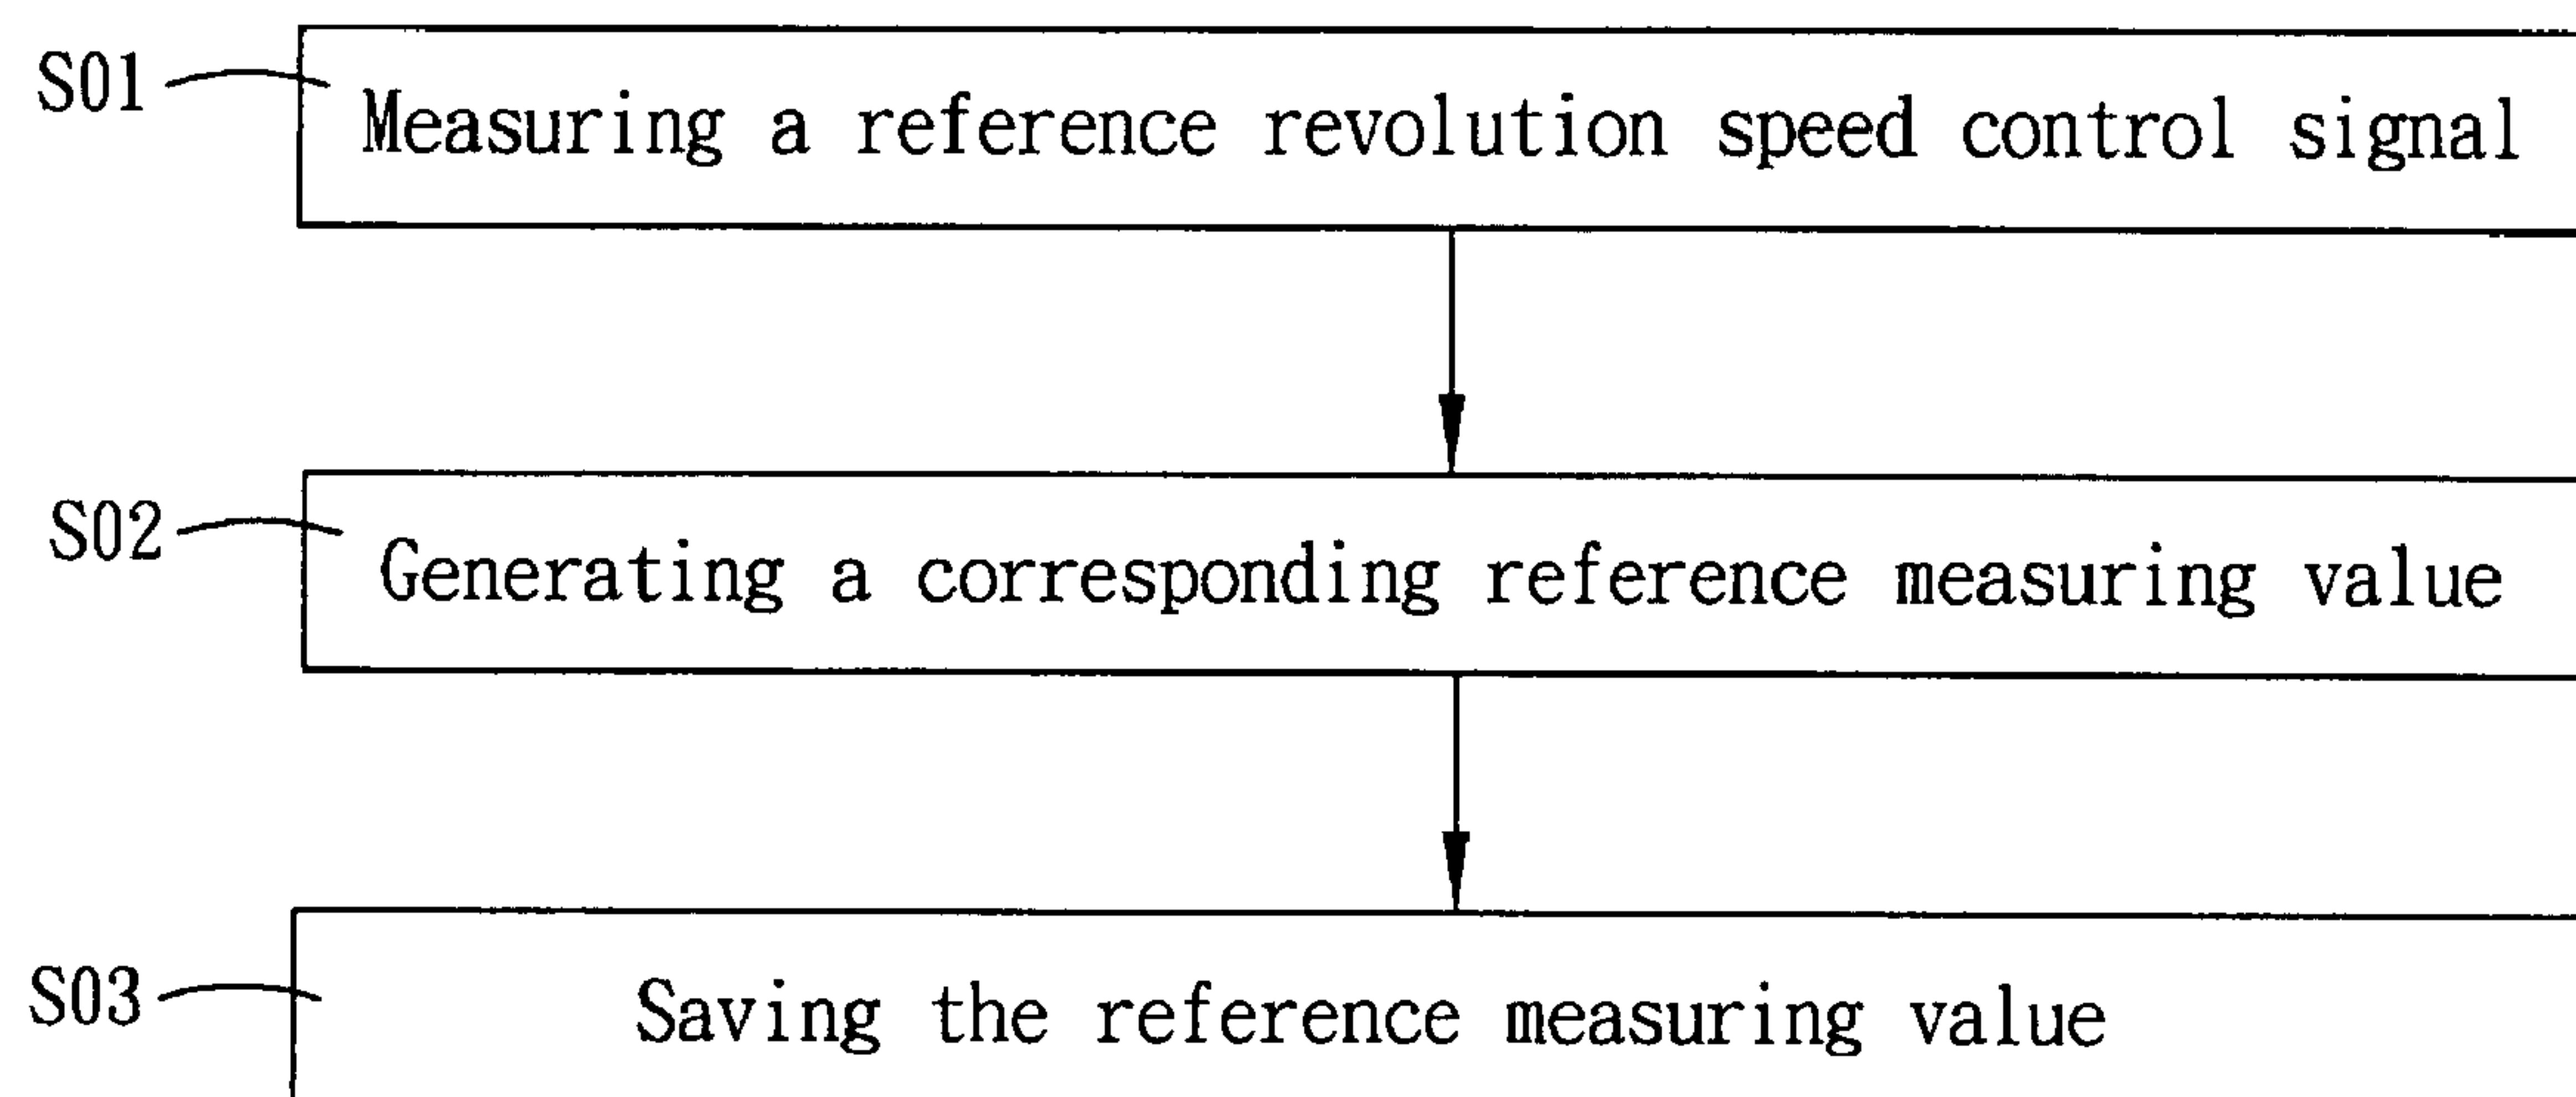 S01 Measuring a reference revolution speed control signal
S02 Generating a corresponding reference measuring value
S03 Saving the reference measuring value